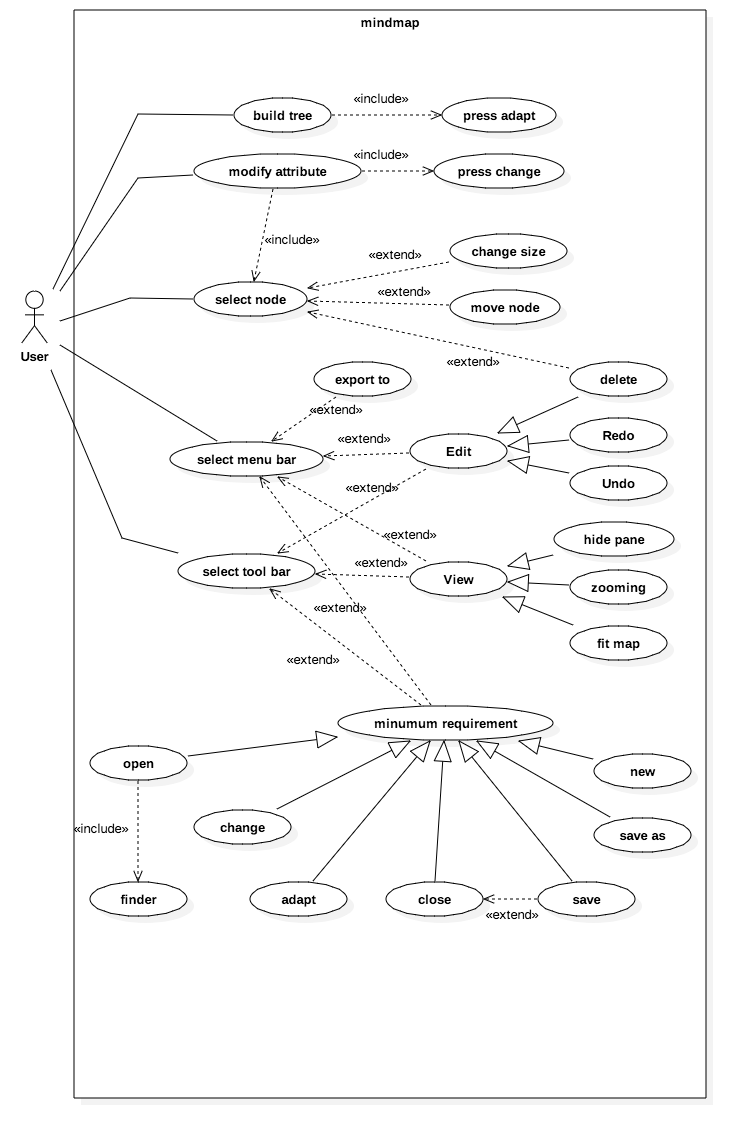 mindmap
«include»
build tree
press adapt
«include»
modify attribute
press change
«include»
«extend»
change size
select node
«extend»
move node
User
«extend»
export to
delete
«extend»
«extend»
Edit
Redo
select menu bar
«extend»
Undo
«extend»
hide pane
select tool bar
«extend»
View
zooming
«extend»
fit map
«extend»
minumum requirement
open
new
change
save as
«include»
finder
adapt
close
save
«extend»